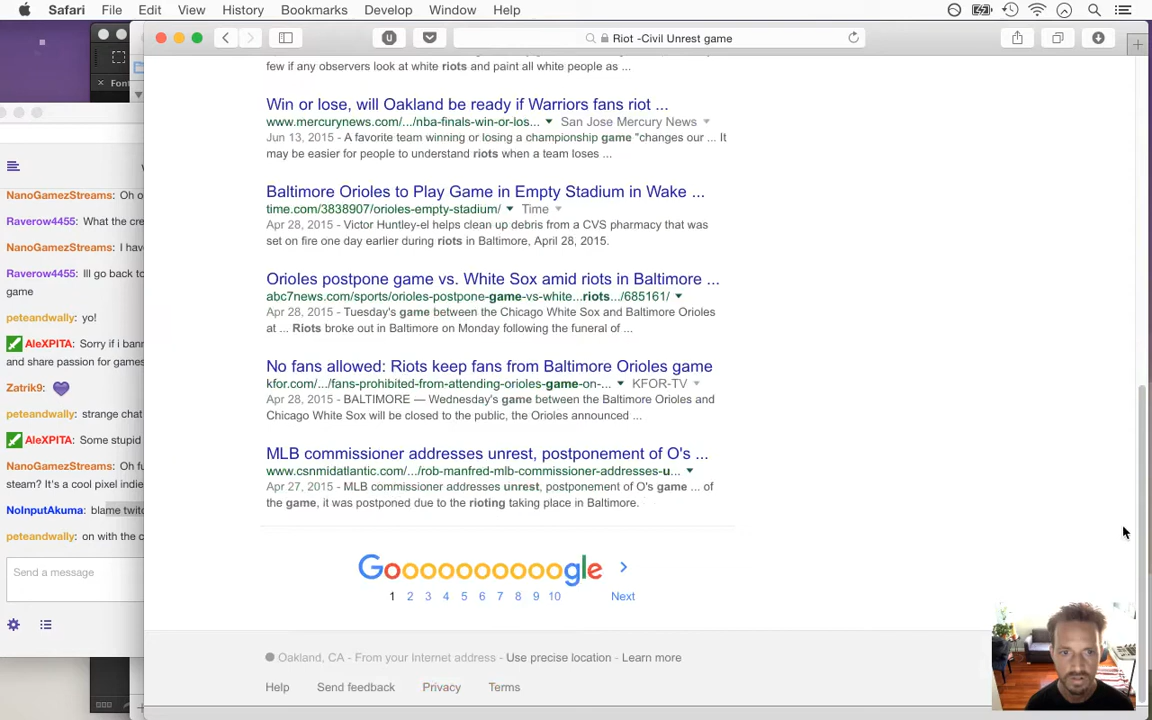 Safari File Edit View History Bookmarks Develop Window Help
Riot -Civil Unrest game
Fon
few if any observers look at white riots and paint all white people as ...
Win or lose, will Oakland be ready if Warriors fans riot ...
www.mercurynews.com/.../nba-finals-win-or-los... San Jose Mercury News
Jun 13, 2015 - A favorite team winning or losing a championship game "changes our ... It
may be easier for people to understand riots when a team loses ...
Baltimore Orioles to Play Game in Empty Stadium in Wake ...
time.com/3838907/orioles-empty-stadium/ Time
Apr 28, 2015 - Victor Huntley-el helps clean up debris from a CVS pharmacy that was
set on fire one day earlier during riots in Baltimore, April 28, 2015.
Orioles postpone game vs. White Sox amid riots in Baltimore ...
abc7news.com/sports/orioles-postpone-game-vs-white...riots.../685161/
Apr 28, 2015 - Tuesday's game between the Chicago White Sox and Baltimore Orioles
at ... Riots broke out in Baltimore on Monday following the funeral of ...
No fans allowed: Riots keep fans from Baltimore Orioles game
kfor.com/.../fans-prohibited-from-attending-orioles-game-on-... KFOR-TV
Apr 28, 2015 - BALTIMORE — Wednesday's game between the Baltimore Orioles and
Chicago White Sox will be closed to the public, the Orioles announced ...
MLB commissioner addresses unrest, postponement of O's ...
www.csnmidatlantic.com/.../rob-manfred-mlb-commissioner-addresses-u...
Apr 27, 2015 - MLB commissioner addresses unrest, postponement of O's game ... of
the game, it was postponed due to the rioting taking place in Baltimore.
Goooooooooogle
1 2 3 4 5 6 7 8 9 10 Next
Oakland, CA - From your Internet address - Use precise location - Learn more
Help Send feedback Privacy Terms
NanoGamezStreams: Oh o
Raverow4455: What the cre
NanoGamezStreams: I hav
Raverow4455: Ill go back to
game
peteandwally: yo!
AleXPITA: Sorry if i ban
and share passion for games
Zatrik9:
peteandwally: strange chat
AleXPITA: Some stupid
NanoGamezStreams: Oh fu
steam? It's a cool pixel indie
NoInputAkuma: blame twitc
peteandwally: on with the c
Send a message